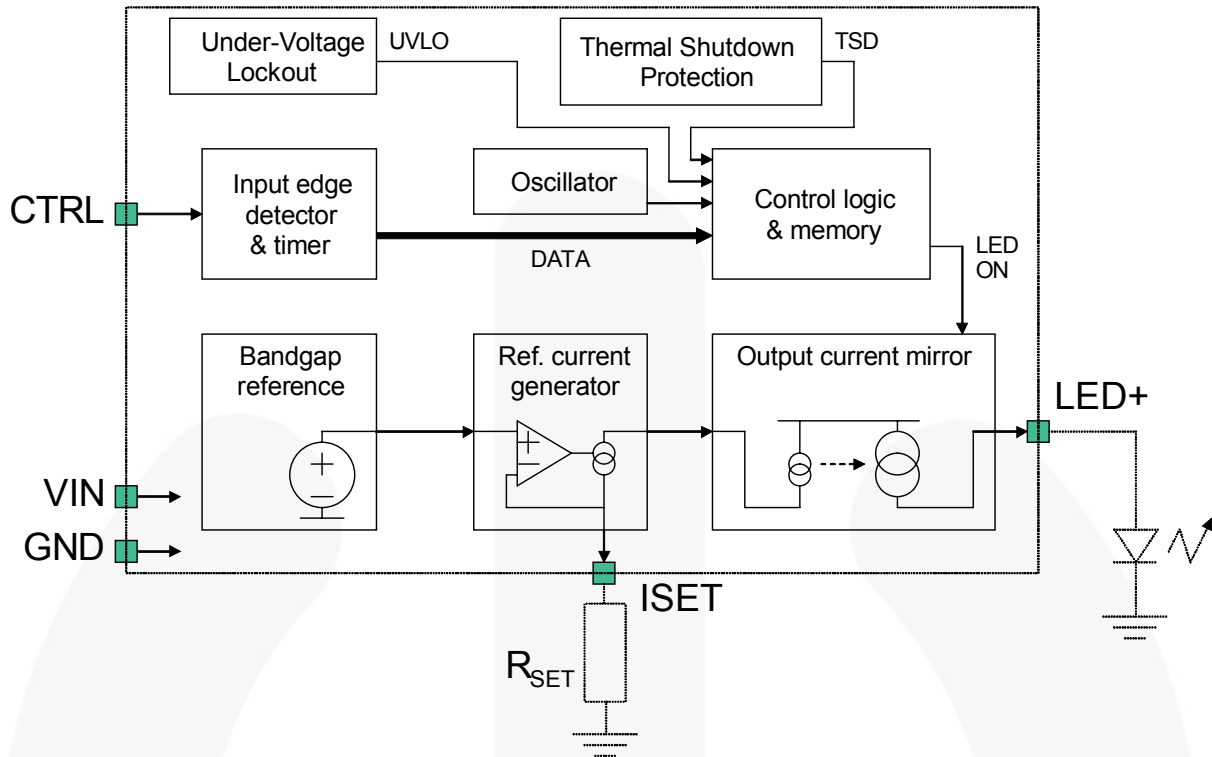 Under-Voltage
Lockout
UVLO
Thermal Shutdown
Protection
TSD
CTRL
Input edge
detector
& timer
Oscillator
Control logic
& memory
DATA
LED
ON
Bandgap
reference
Ref. current
generator
Output current mirror
LED+
VIN
GND
ISET
RSET